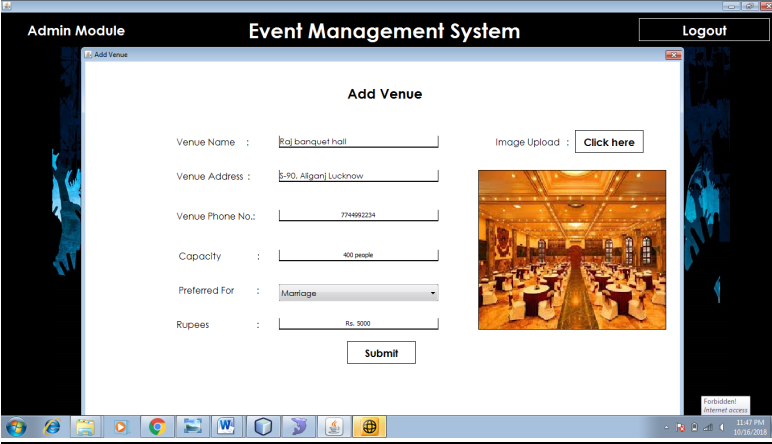 Admin Module
Event Management System
Logout
Add Venue
Add Venue
Venue Name :
Raj banquet hall
Image Upload :
Click here
Venue Address :
S-90, Aliganj Lucknow
Venue Phone No.:
7744992234
Capacity :
400 people
Preferred For :
Marriage
Rupees :
Rs. 5000
Submit
Forbidden!
Internet access
11:47 PM
10/16/2018